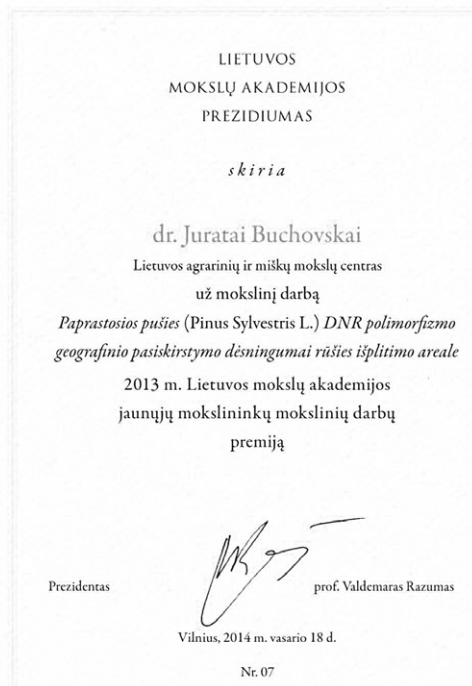 LIETUVOS
MOKSLŲ AKADEMIJOS
PREZIDIUMAS
skiria
dr. Juratai Buchovskai
Lietuvos agrarinių ir miškų mokslų centras
už mokslinį darbą
Paprastosios pušies (Pinus Sylvestris L.) DNR polimorfizmo
geografinio pasiskirstymo dėsningumai rūšies išplitimo areale
2013 m. Lietuvos mokslų akademijos
jaunųjų mokslininkų mokslinių darbų
premiją
Prezidentas prof. Valdemaras Razumas
Vilnius, 2014 m. vasario 18 d.
Nr. 07